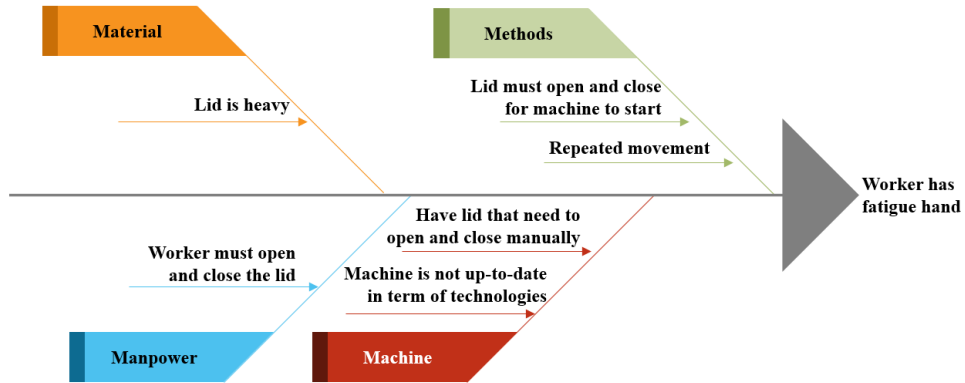 Material
Methods
Lid is heavy
Lid must open and close
for machine to start
Repeated movement
Worker has
fatigue hand
Have lid that need to
open and close manually
Worker must open
and close the lid
Machine is not up-to-date
in term of technologies
Manpower
Machine